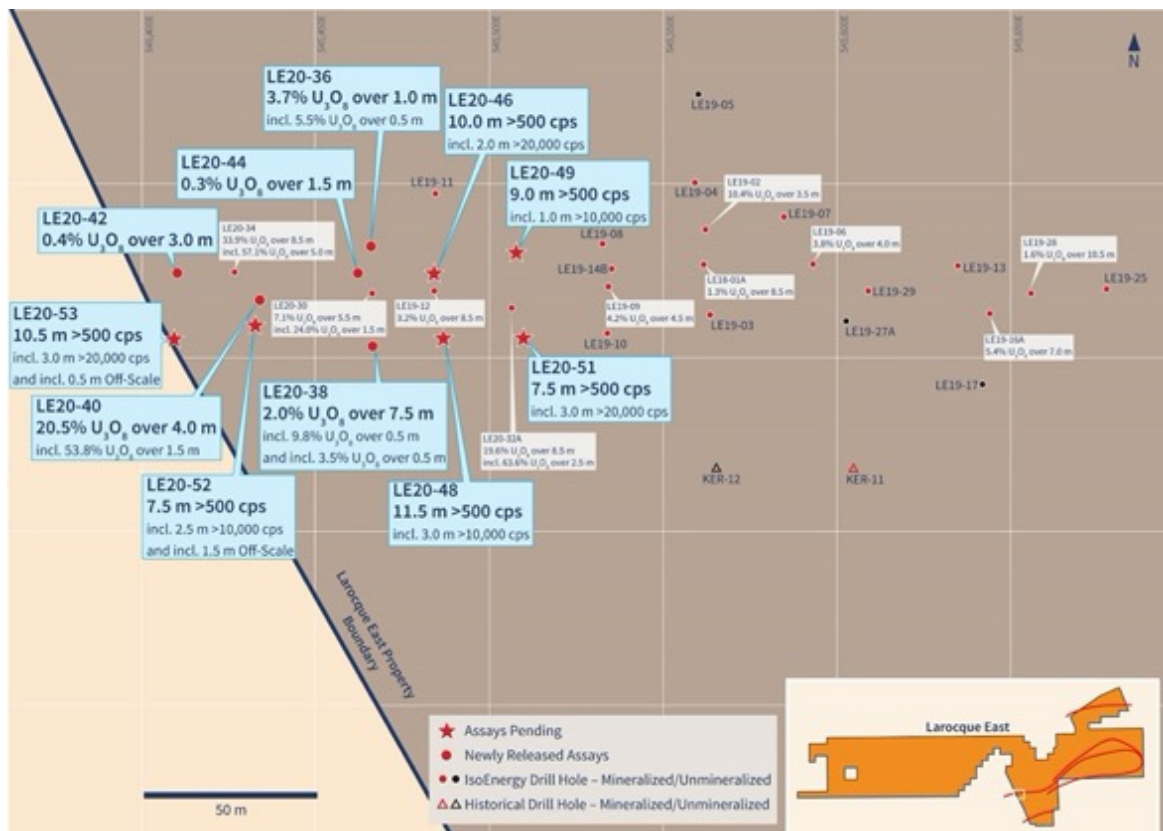 545,400E
545,450E
545,500E
545,550E
545,600E
545,650E
N
LE20-36
3.7% U₃O₈ over 1.0 m
incl. 5.5% U₃O₈ over 0.5 m
LE20-46
10.0 m >500 cps
incl. 2.0 m >20,000 cps
LE19-05
LE20-44
0.3% U₃O₈ over 1.5 m
LE19-11
LE20-49
9.0 m >500 cps
incl. 1.0 m >10,000 cps
LE19-04
LE19-02
10.4% U₃O₈ over 3.5 m
LE19-07
LE20-42
0.4% U₃O₈ over 3.0 m
LE20-34
33.9% U₃O₈ over 8.5 m
incl. 57.1% U₃O₈ over 5.0 m
LE19-08
LE19-06
3.8% U₃O₈ over 4.0 m
LE19-28
1.6% U₃O₈ over 10.5 m
LE19-14B
LE19-13
LE19-25
LE18-01A
1.3% U₃O₈ over 8.5 m
LE19-29
LE20-30
7.1% U₃O₈ over 5.5 m
incl. 24.0% U₃O₈ over 1.5 m
LE19-12
3.2% U₃O₈ over 8.5 m
LE19-09
4.2% U₃O₈ over 4.5 m
LE19-03
LE19-27A
LE19-10
LE19-16A
5.4% U₃O₈ over 7.0 m
LE20-53
10.5 m >500 cps
incl. 3.0 m >20,000 cps
and incl. 0.5 m Off-Scale
LE20-51
7.5 m >500 cps
incl. 3.0 m >20,000 cps
LE19-17
LE20-40
20.5% U₃O₈ over 4.0 m
incl. 53.8% U₃O₈ over 1.5 m
LE20-38
2.0% U₃O₈ over 7.5 m
incl. 9.8% U₃O₈ over 0.5 m
and incl. 3.5% U₃O₈ over 0.5 m
LE20-32A
19.6% U₃O₈ over 8.5 m
incl. 63.6% U₃O₈ over 2.5 m
KER-12
KER-11
LE20-52
7.5 m >500 cps
incl. 2.5 m >10,000 cps
and incl. 1.5 m Off-Scale
LE20-48
11.5 m >500 cps
incl. 3.0 m >10,000 cps
Larocque East Property
Boundary
50 m
Assays Pending
Newly Released Assays
IsoEnergy Drill Hole – Mineralized/Unmineralized
Historical Drill Hole – Mineralized/Unmineralized
Larocque East